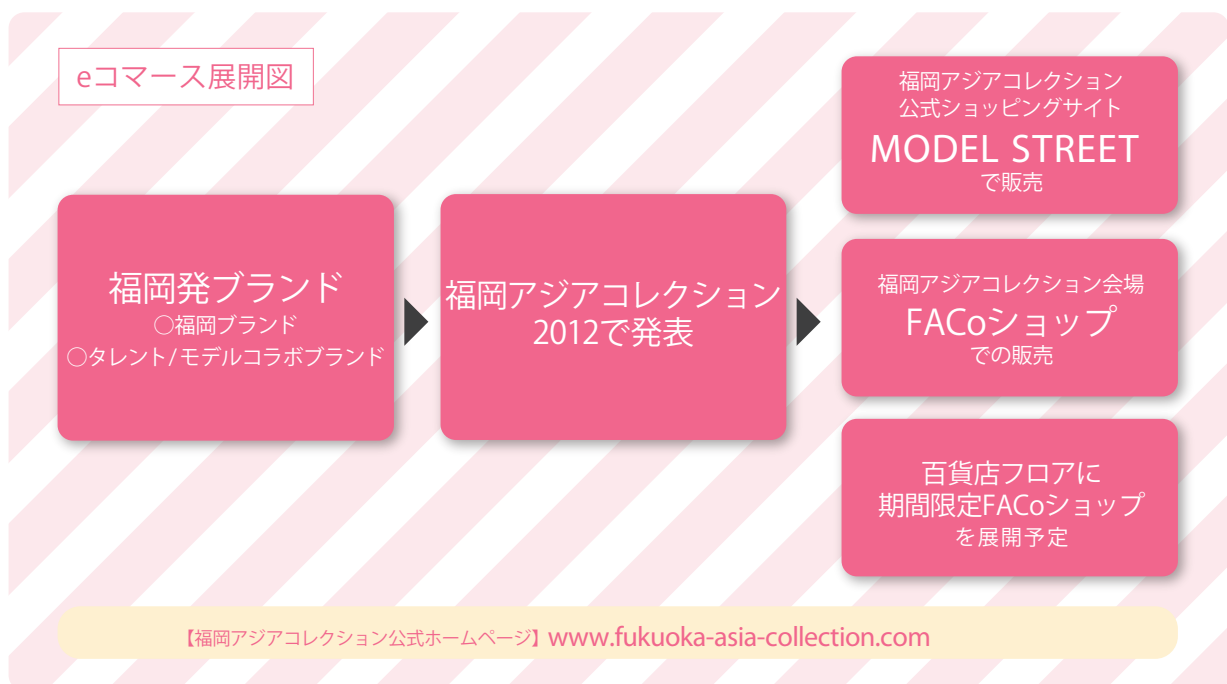 eコマース展開図
福岡発ブランド
○福岡ブランド
○タレント/モデルコラボブランド
福岡アジアコレクション
2012で発表
福岡アジアコレクション
公式ショッピングサイト
MODEL STREET
で販売
福岡アジアコレクション会場
FACoショップ
での販売
百貨店フロアに
期間限定FACoショップ
を展開予定
【福岡アジアコレクション公式ホームページ】www.fukuoka-asia-collection.com